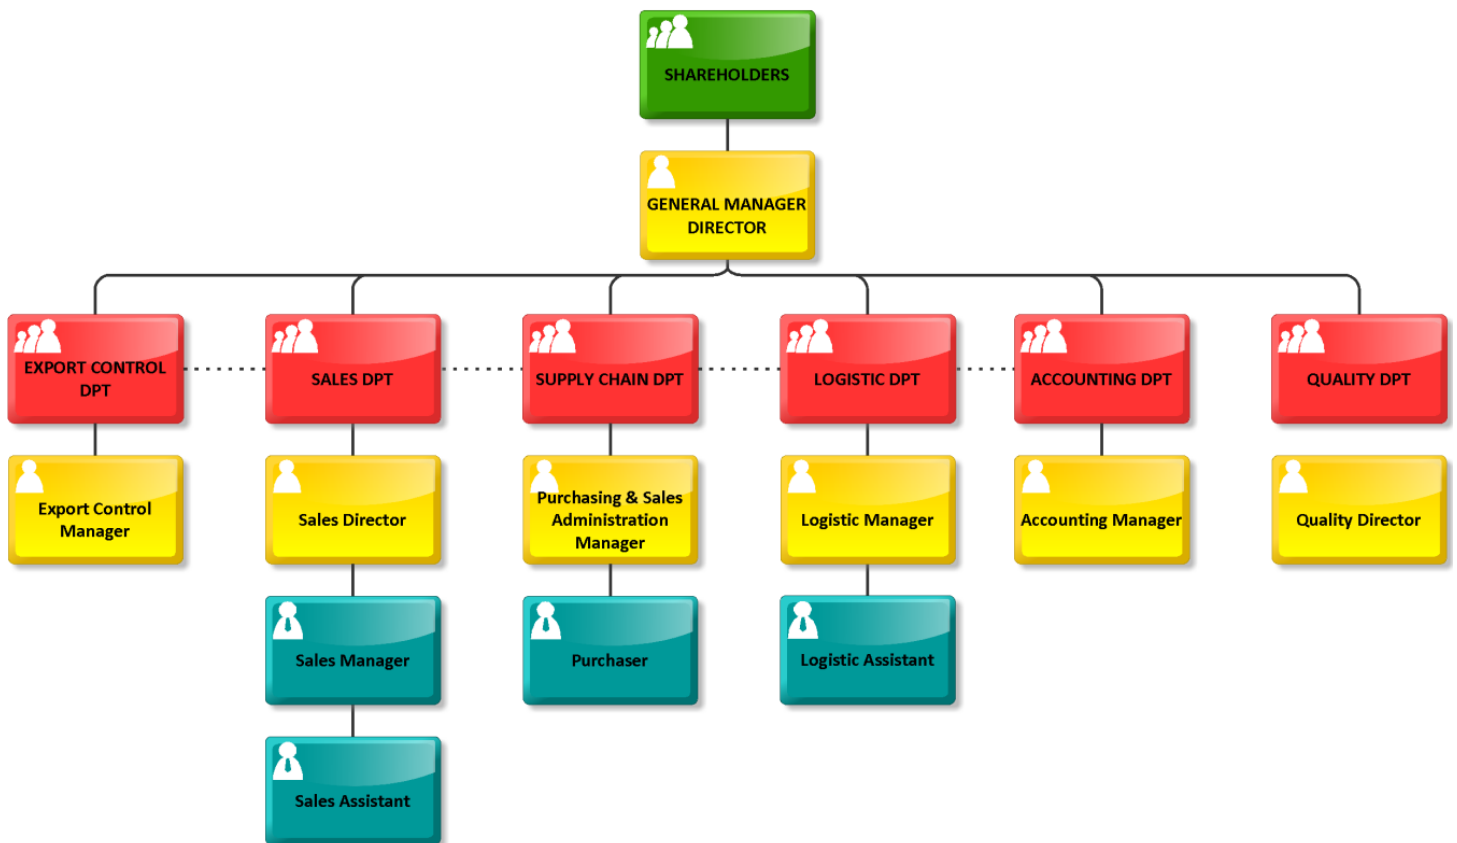 SHAREHOLDERS
GENERAL MANAGER
DIRECTOR
EXPORT CONTROL
DPT
SALES DPT
SUPPLY CHAIN DPT
LOGISTIC DPT
ACCOUNTING DPT
QUALITY DPT
Export Control
Manager
Sales Director
Purchasing & Sales
Administration
Manager
Logistic Manager
Accounting Manager
Quality Director
Sales Manager
Purchaser
Logistic Assistant
Sales Assistant